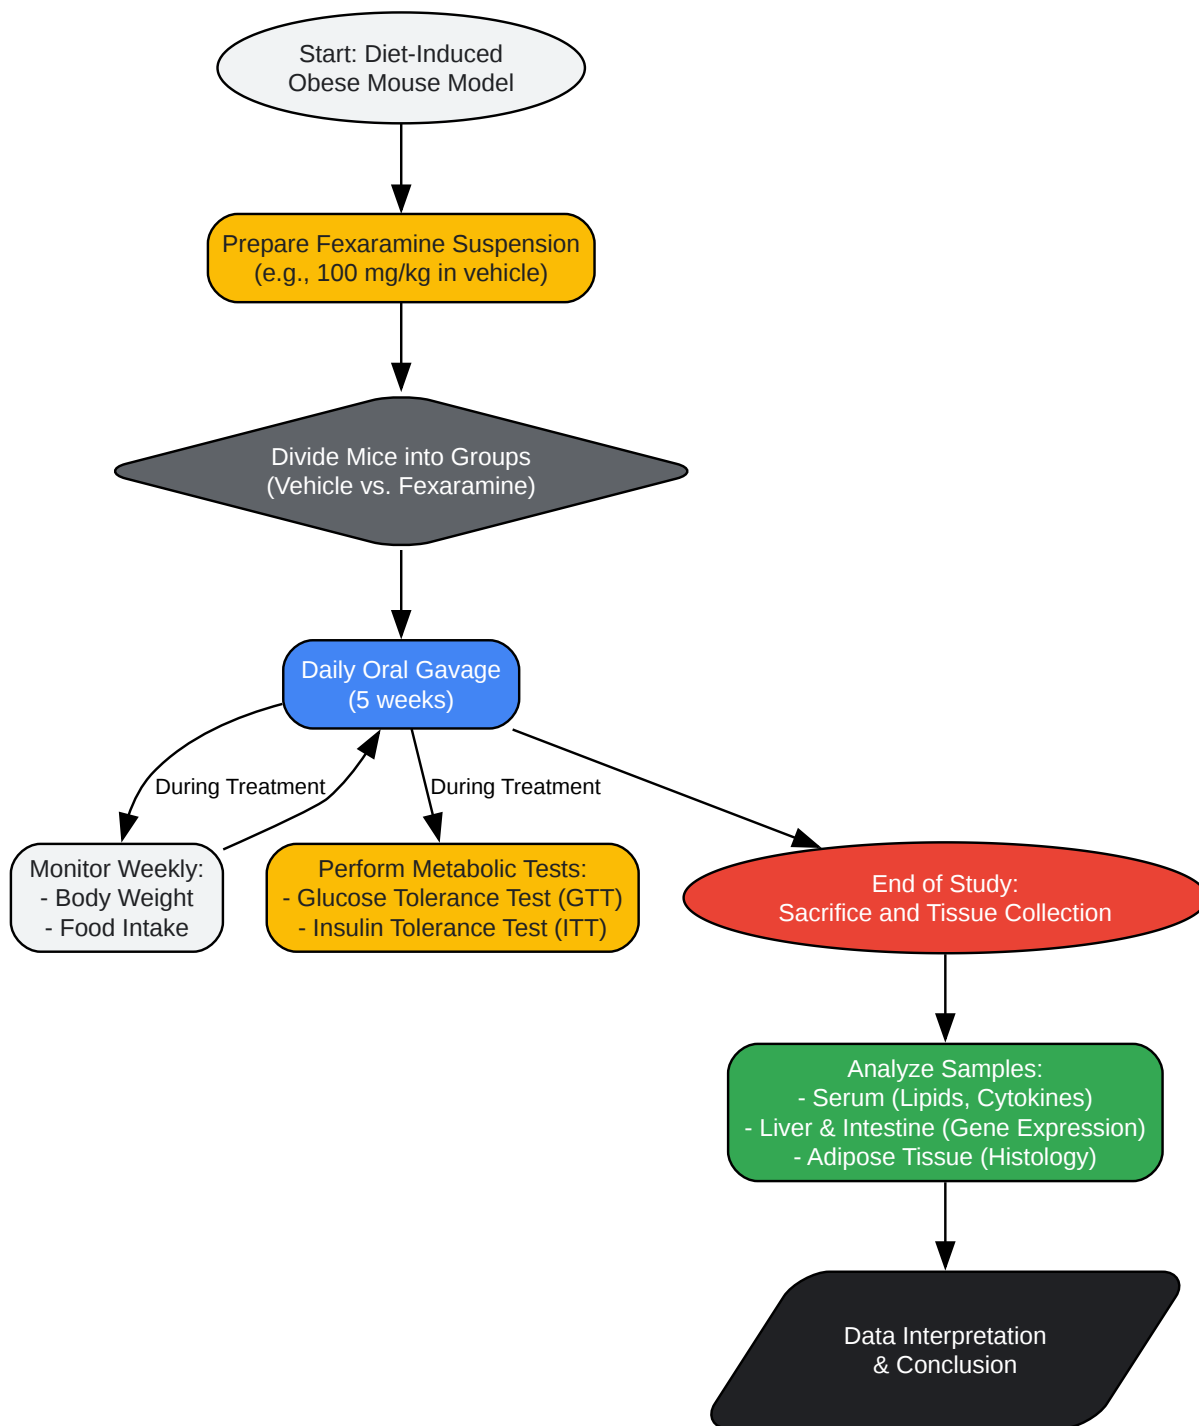 Start: Diet-Induced
Obese Mouse Model
Prepare Fexaramine Suspension
(e.g., 100 mg/kg in vehicle)
Divide Mice into Groups
(Vehicle vs. Fexaramine)
Daily Oral Gavage
(5 weeks)
During Treatment
During Treatment
Monitor Weekly:
- Body Weight
- Food Intake
Perform Metabolic Tests:
- Glucose Tolerance Test (GTT)
- Insulin Tolerance Test (ITT)
End of Study:
Sacrifice and Tissue Collection
Analyze Samples:
- Serum (Lipids, Cytokines)
- Liver & Intestine (Gene Expression)
- Adipose Tissue (Histology)
Data Interpretation
& Conclusion